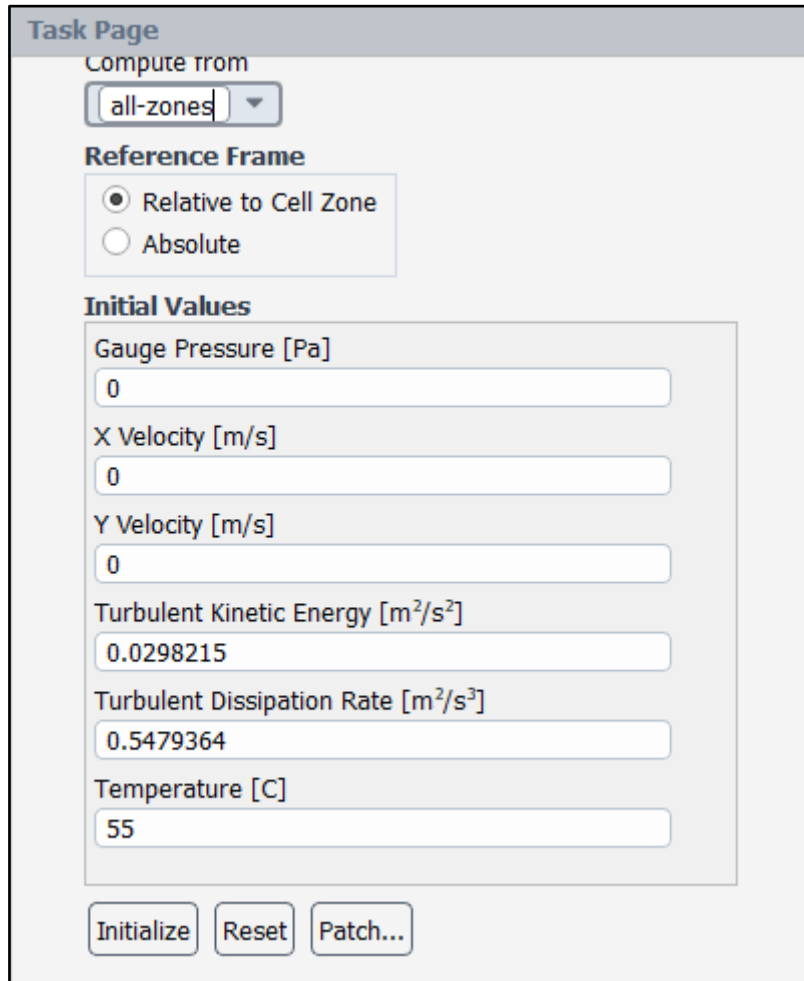 Task Page
Compute from
all-zones
Reference Frame
Relative to Cell Zone
Absolute
Initial Values
Gauge Pressure [Pa]
0
X Velocity [m/s]
0
Y Velocity [m/s]
0
Turbulent Kinetic Energy [m²/s²]
0.0298215
Turbulent Dissipation Rate [m²/s³]
0.5479364
Temperature [C]
55
Initialize Reset Patch...